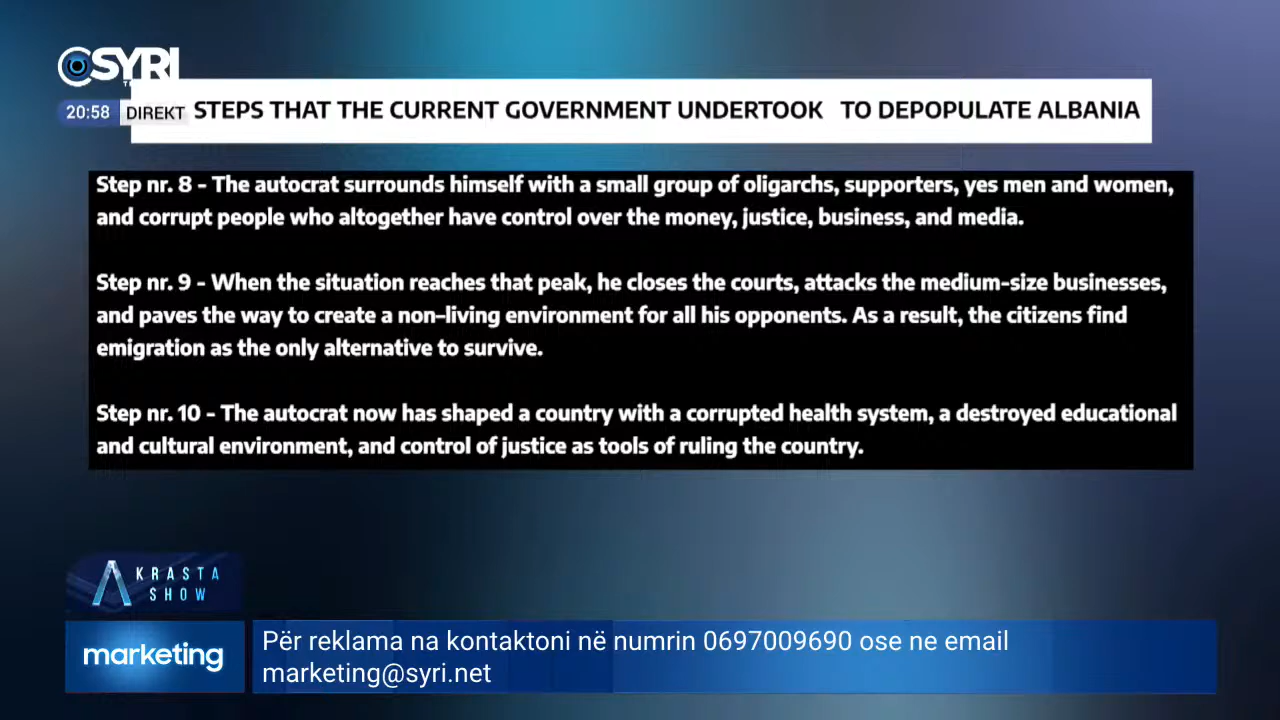 SYRI
20:58 DIREKT STEPS THAT THE CURRENT GOVERNMENT UNDERTOOK TO DEPOPULATE ALBANIA
Step nr. 8 - The autocrat surrounds himself with a small group of oligarchs, supporters, yes men and women,
and corrupt people who altogether have control over the money, justice, business, and media.
Step nr. 9 - When the situation reaches that peak, he closes the courts, attacks the medium-size businesses,
and paves the way to create a non–living environment for all his opponents. As a result, the citizens find
emigration as the only alternative to survive.
Step nr. 10 - The autocrat now has shaped a country with a corrupted health system, a destroyed educational
and cultural environment, and control of justice as tools of ruling the country.
A KRASTA
SHOW
marketing
Për reklama na kontaktoni në numrin 0697009690 ose ne email
marketing@syri.net